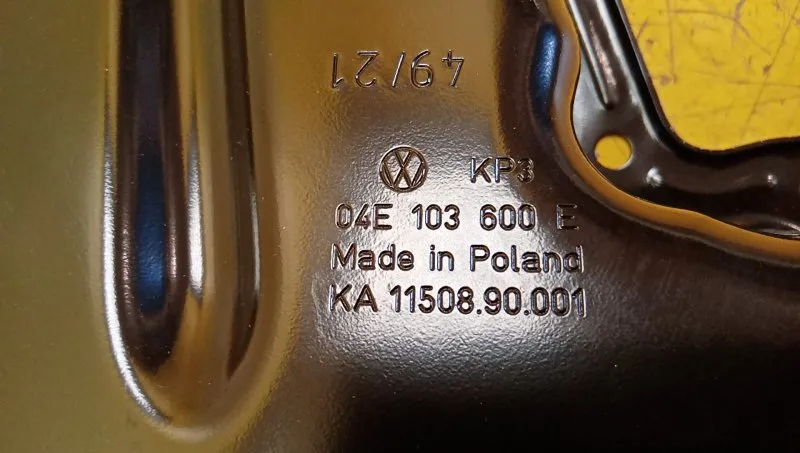 49/21
KP3
04E 103 600 E
Made in Poland
KA 11508.90.001